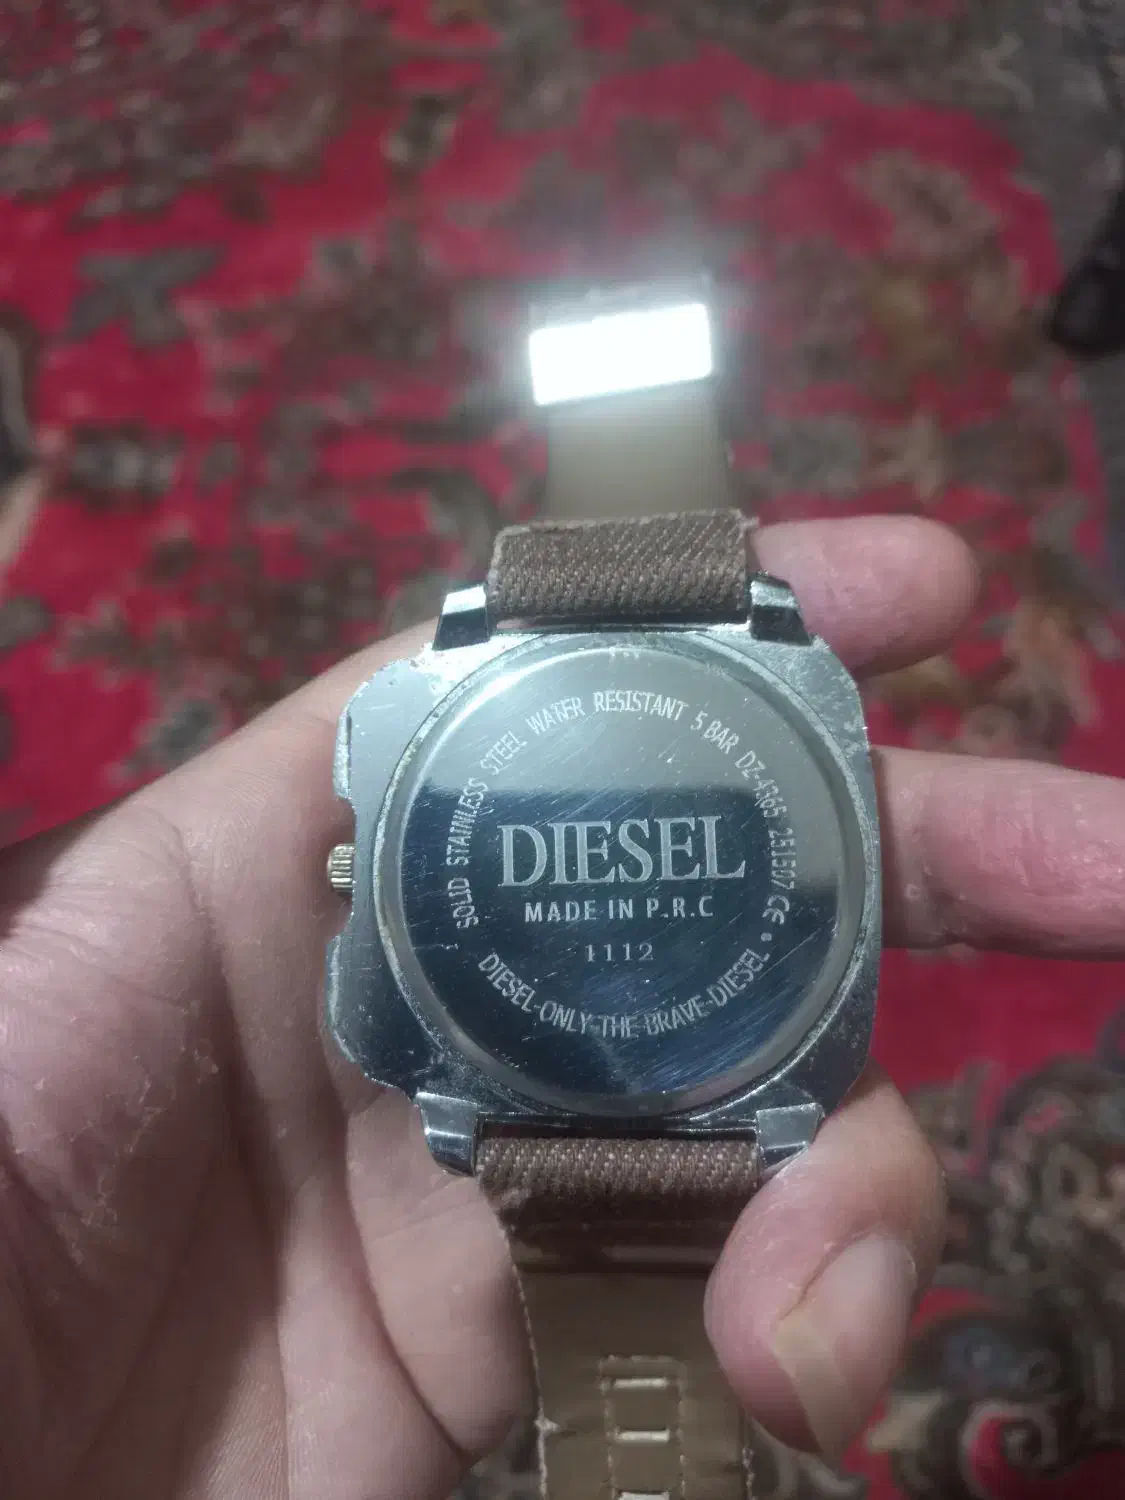 SOLID STAINLESS STEEL WATER RESISTANT 5 BAR DZ-4365 251507 CE •
DIESEL
MADE IN P.R.C
1112
DIESEL-ONLY-THE BRAVE-DIESEL